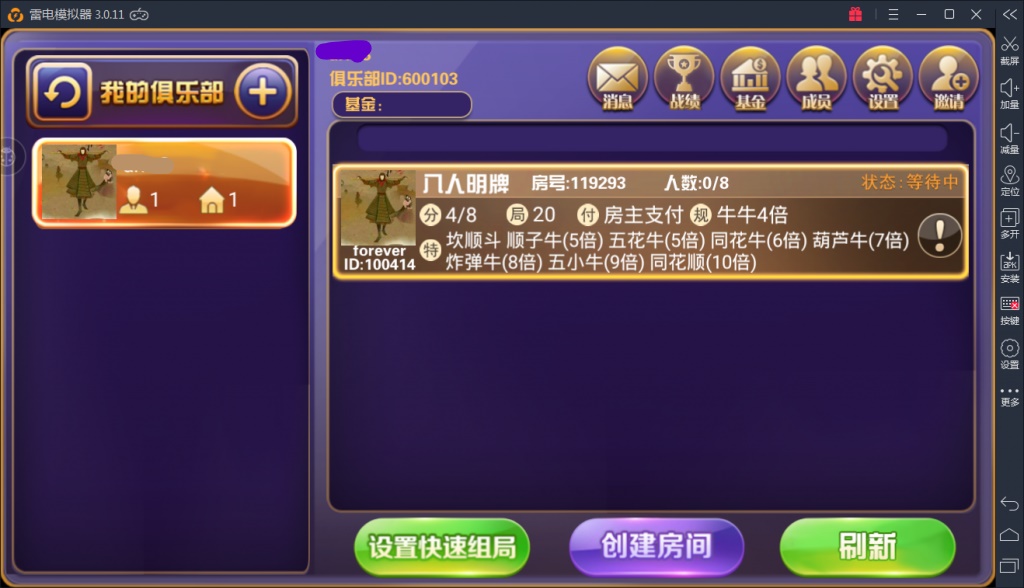 雷电模拟器 3.0.11
俱乐部ID:600103
基金:
我的俱乐部
消息
战绩
基金
成员
设置
邀请
1
1
八人明牌 房号:119293 人数:0/8 状态:等待中
分 4/8 局 20 付 房主支付 规 牛牛4倍
特 坎顺斗 顺子牛(5倍) 五花牛(5倍) 同花牛(6倍) 葫芦牛(7倍)
炸弹牛(8倍) 五小牛(9倍) 同花顺(10倍)
forever
ID:100414
设置快速组局
创建房间
刷新
截屏
加量
减量
定位
多开
APK
安装
按键
设置
更多